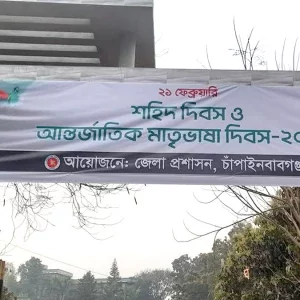 ২১ ফেব্রুয়ারি
শহিদ দিবস ও
আন্তর্জাতিক মাতৃভাষা দিবস-২০
আয়োজনে: জেলা প্রশাসন, চাঁপাইনবাবগঞ্জ